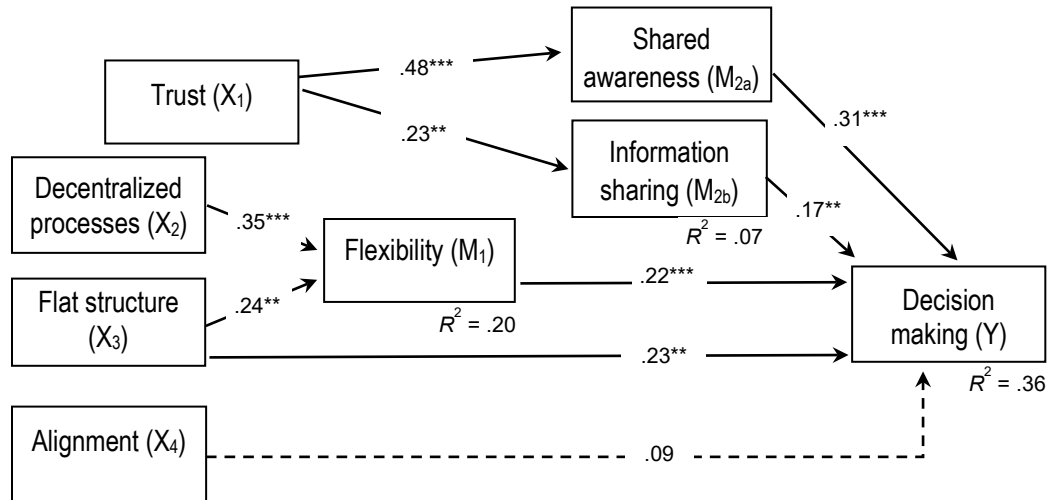 Shared
awareness (M2a)
.48***
Trust (X1)
.31***
.23**
Information
sharing (M2b)
Decentralized
processes (X2)
.17**
.35***
R² = .07
Flexibility (M1)
.22***
Flat structure
(X3)
.24**
Decision
making (Y)
R² = .20
.23**
R² = .36
Alignment (X4)
.09